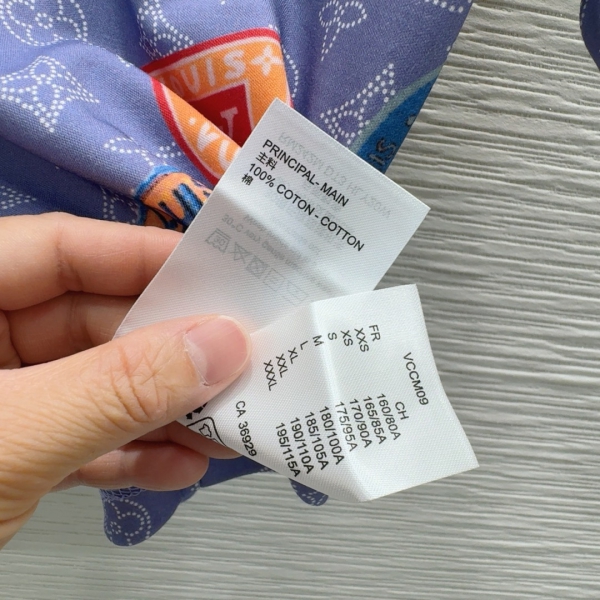 LOUIS
PRINCIPAL- MAIN
主料
100% COTON - COTTON
棉
VCCM09
FR CH
XXS 160/80A
XS 165/85A
S 170/90A
M 175/95A
L 180/100A
XL 185/105A
XXL 190/110A
XXXL 195/115A
CA 36929